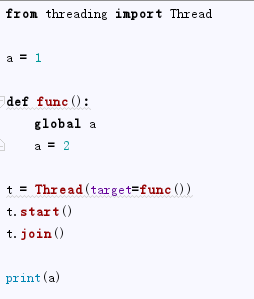 from threading import Thread
a = 1
def func():
    global a
    a = 2
t = Thread(target=func())
t.start()
t.join()
print(a)